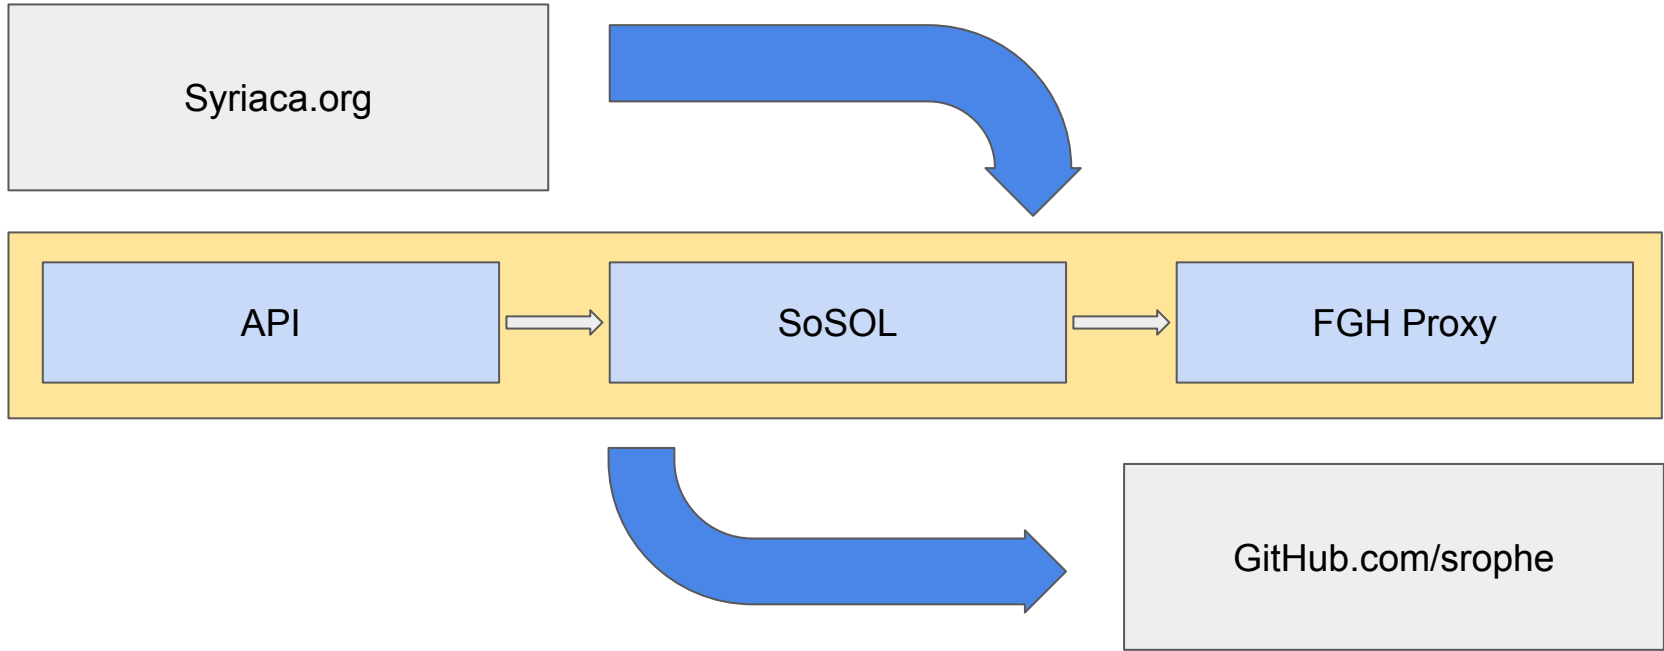 Syriaca.org
API
SoSOL
FGH Proxy
GitHub.com/srophe